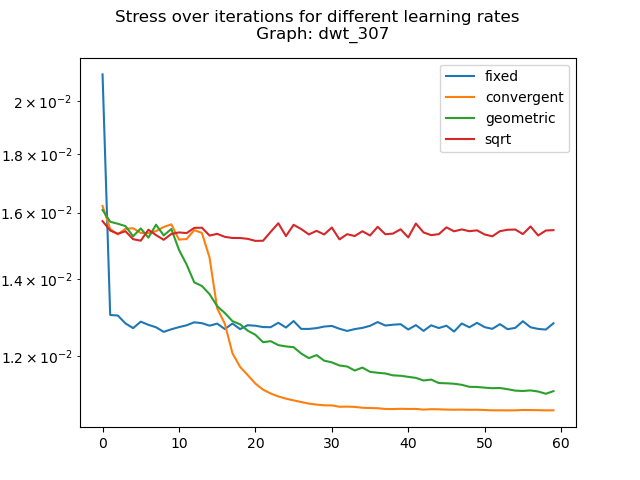 Stress over iterations for different learning rates
Graph: dwt_307
fixed
convergent
geometric
sqrt
2 × 10⁻²
1.8 × 10⁻²
1.6 × 10⁻²
1.4 × 10⁻²
1.2 × 10⁻²
0 10 20 30 40 50 60